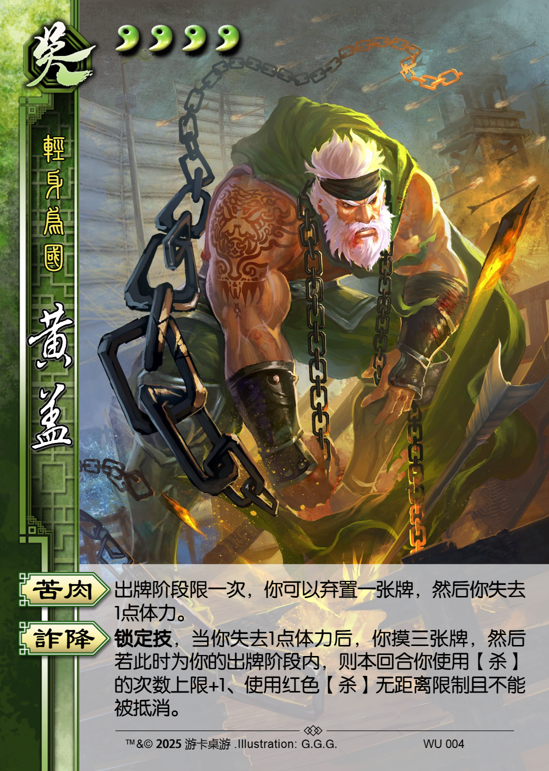 吴
輕身為國
黄盖
苦肉
出牌阶段限一次，你可以弃置一张牌，然后你失去
1点体力。
詐降
锁定技，当你失去1点体力后，你摸三张牌，然后
若此时为你的出牌阶段内，则本回合你使用【杀】
的次数上限+1、使用红色【杀】无距离限制且不能
被抵消。
™&© 2025 游卡桌游 .Illustration: G.G.G.
WU 004